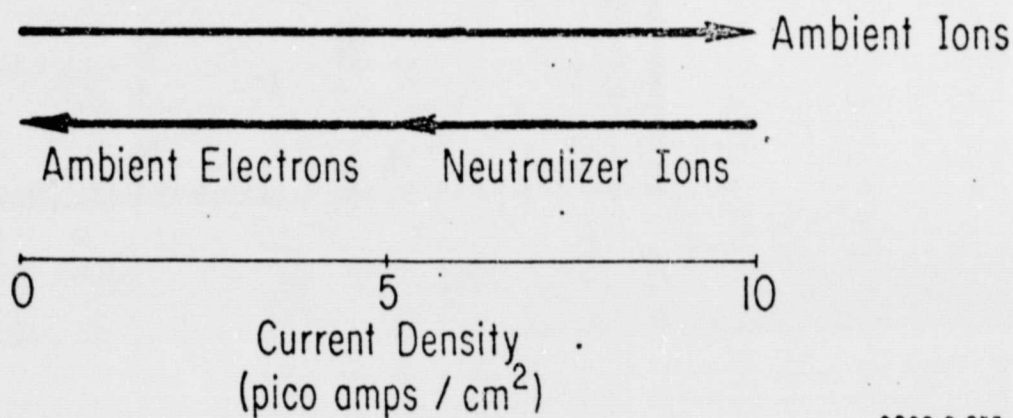 Ambient Ions
Ambient Electrons Neutralizer Ions
0 5 10
Current Density
(pico amps / cm²)